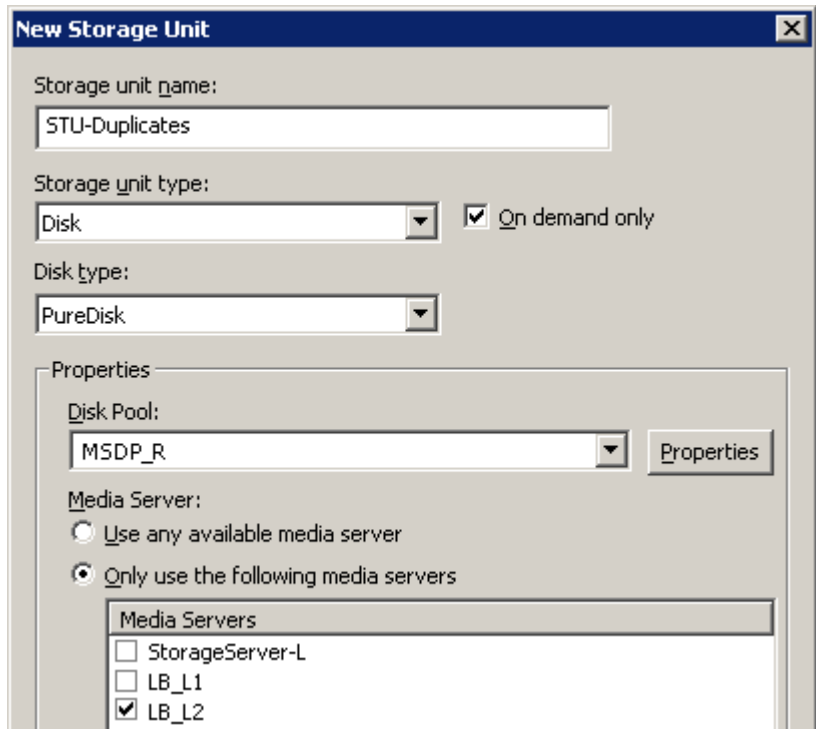 New Storage Unit
Storage unit name:
STU-Duplicates
Storage unit type:
Disk
On demand only
Disk type:
PureDisk
Properties
Disk Pool:
MSDP_R
Properties
Media Server:
Use any available media server
Only use the following media servers
Media Servers
StorageServer-L
LB_L1
LB_L2